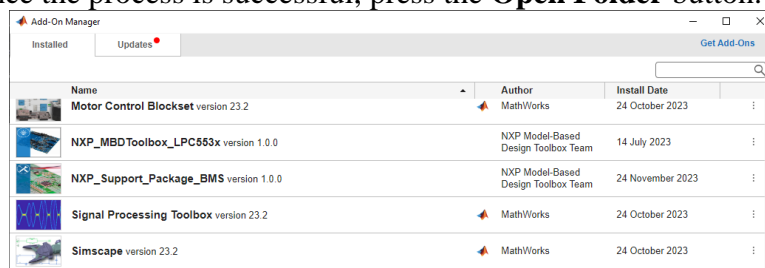 ce the process is successful, press the Open Folder button.
Add-On Manager
Installed Updates Get Add-Ons
Name Author Install Date
Motor Control Blockset version 23.2 MathWorks 24 October 2023
NXP_MBDToolbox_LPC553x version 1.0.0 NXP Model-Based Design Toolbox Team 14 July 2023
NXP_Support_Package_BMS version 1.0.0 NXP Model-Based Design Toolbox Team 24 November 2023
Signal Processing Toolbox version 23.2 MathWorks 24 October 2023
Simscape version 23.2 MathWorks 24 October 2023